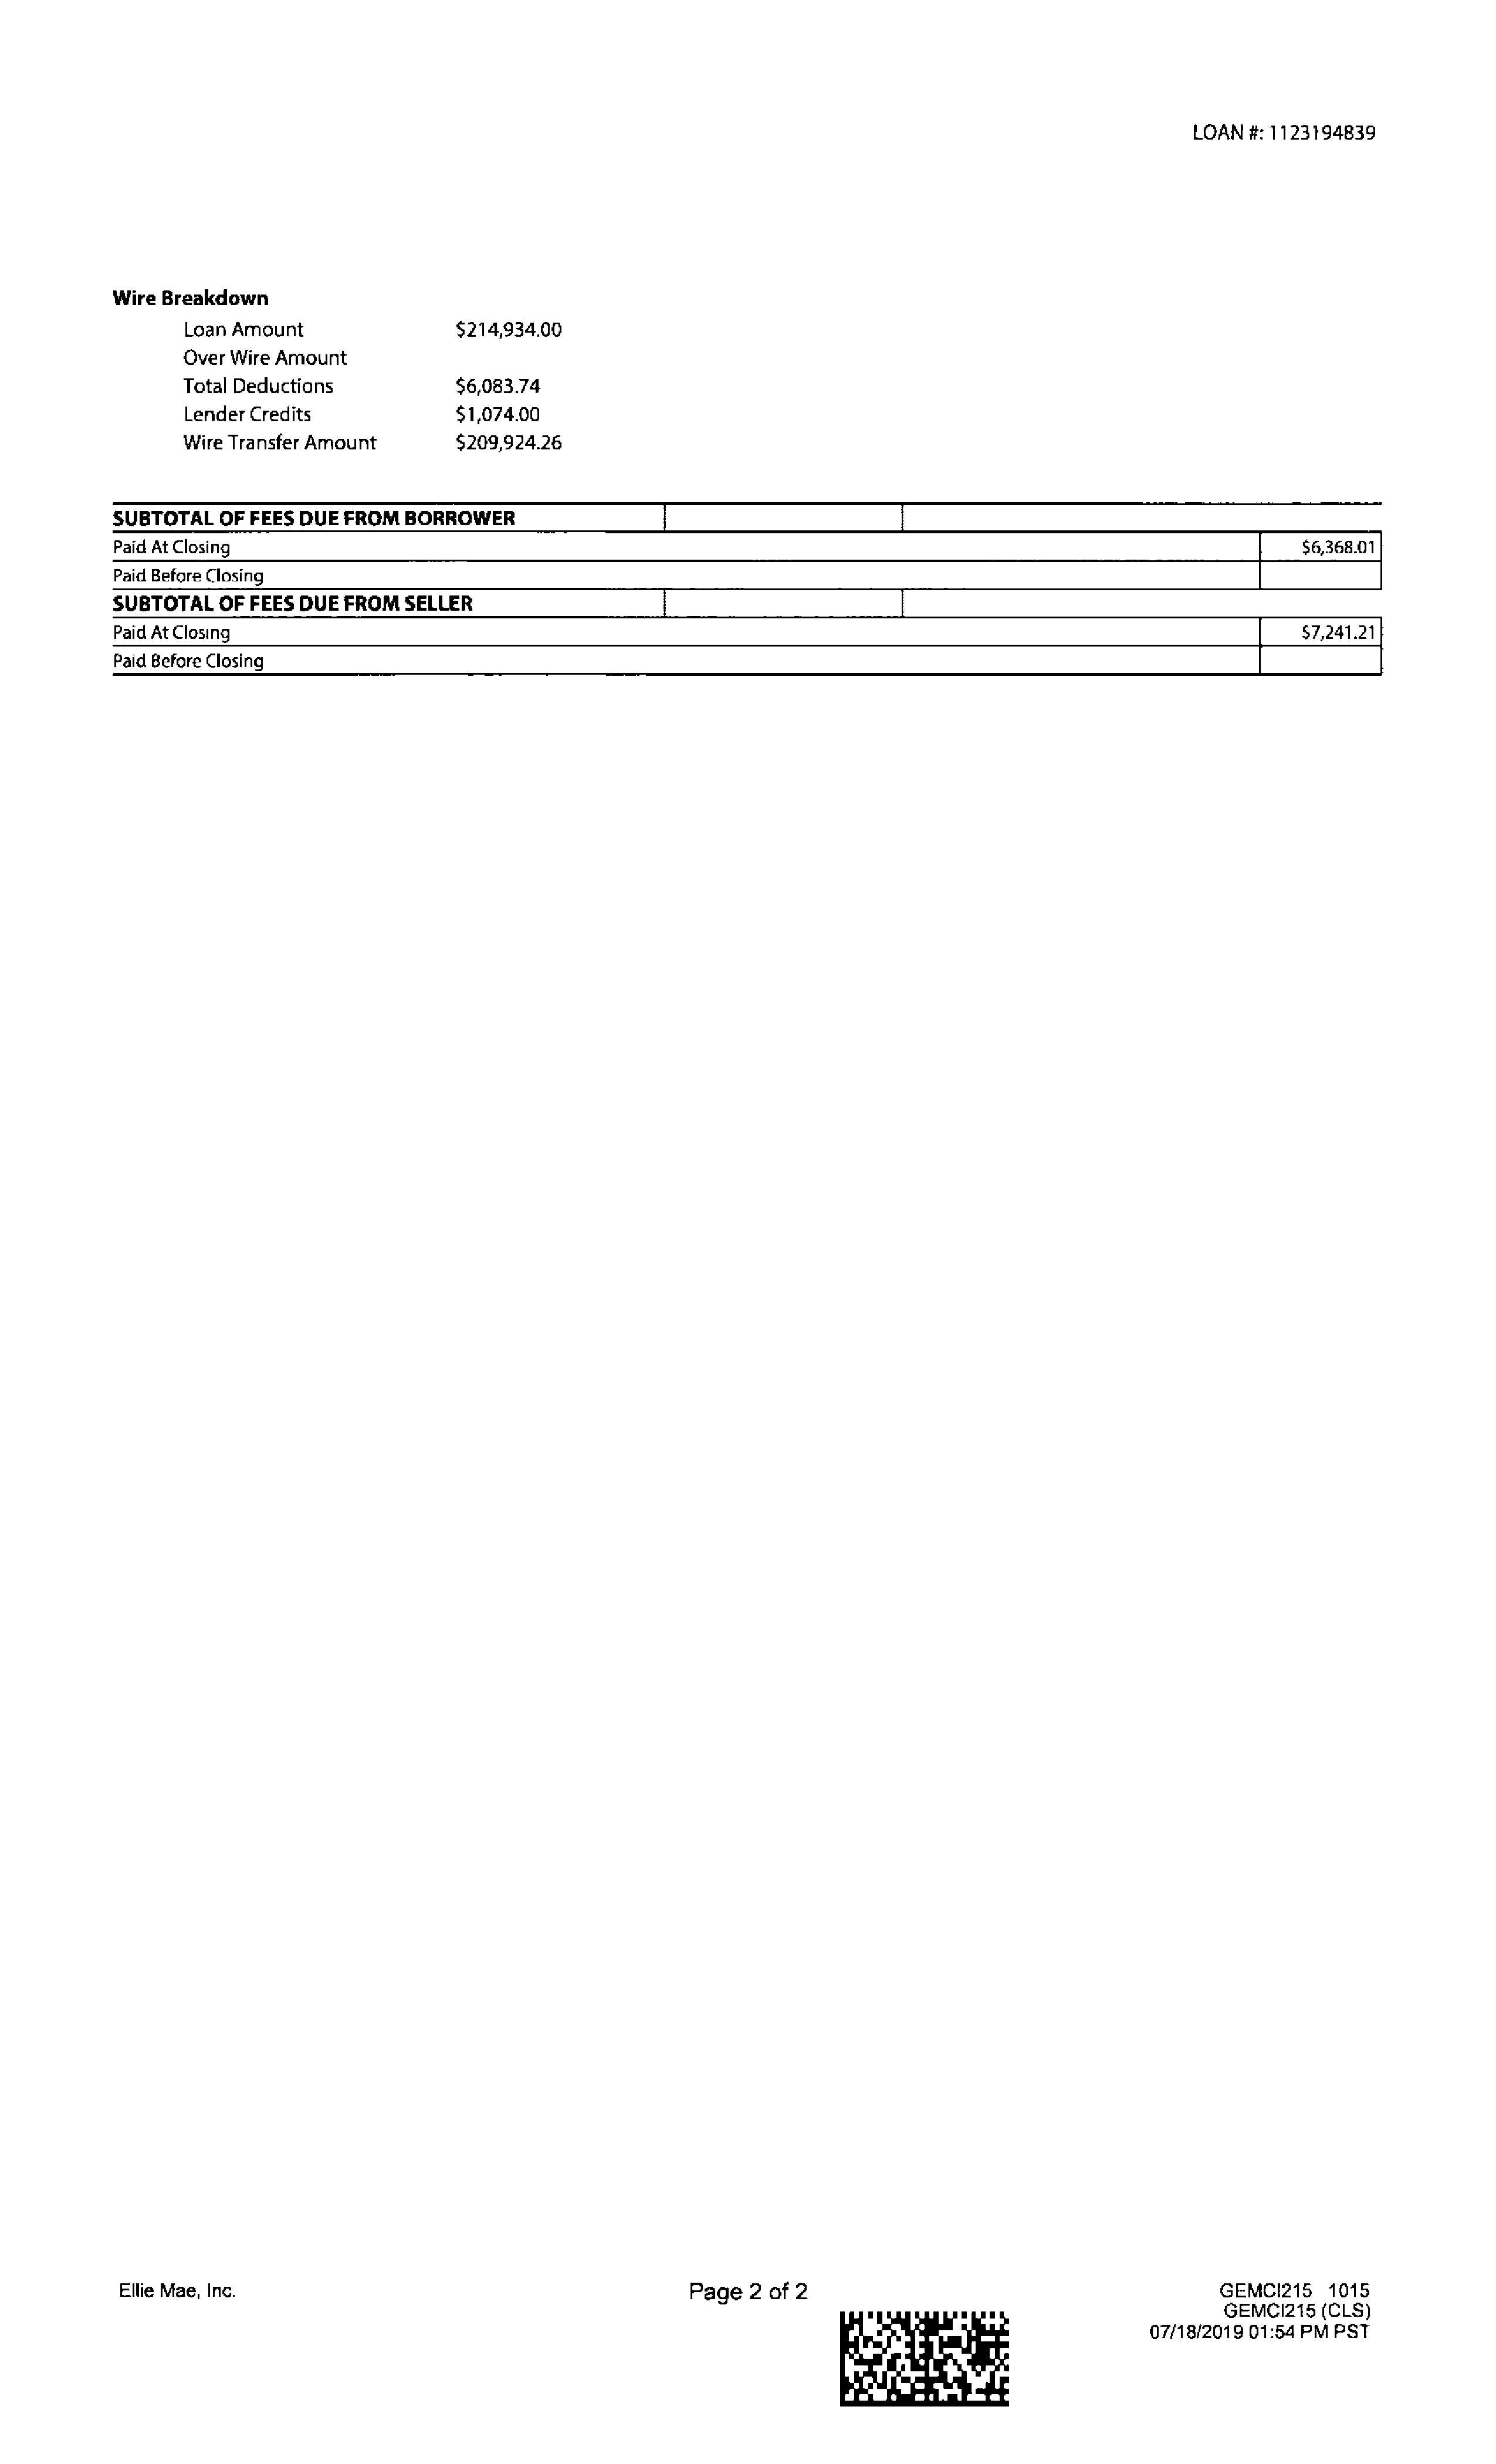 LOAN #: 1123194839
Wire Breakdown
Loan Amount $214,934.00
Over Wire Amount
Total Deductions $6,083.74
Lender Credits $1,074.00
Wire Transfer Amount $209,924.26
SUBTOTAL OF FEES DUE FROM BORROWER
Paid At Closing $6,368.01
Paid Before Closing
SUBTOTAL OF FEES DUE FROM SELLER
Paid At Closing $7,241.21
Paid Before Closing
Ellie Mae, Inc. Page 2 of 2 GEMCI215 1015
GEMCI215 (CLS)
07/18/2019 01:54 PM PST